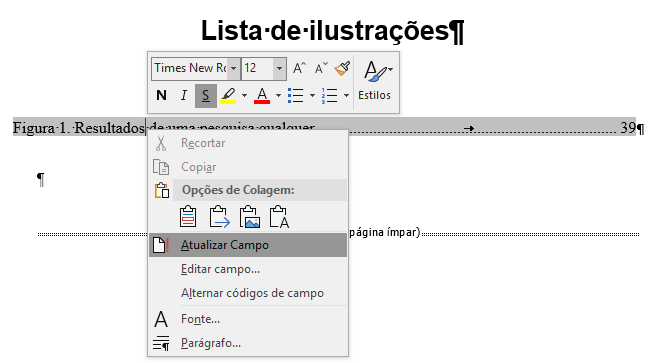 Lista·de·ilustrações¶
Times New Ro 12
N I S A Estilos
Figura·1.·Resultados·de·uma·pesquisa·qualquer 39¶
Recortar
Copiar
¶
Opções de Colagem:
página ímpar)
Atualizar Campo
Editar campo...
Alternar códigos de campo
Fonte...
Parágrafo...